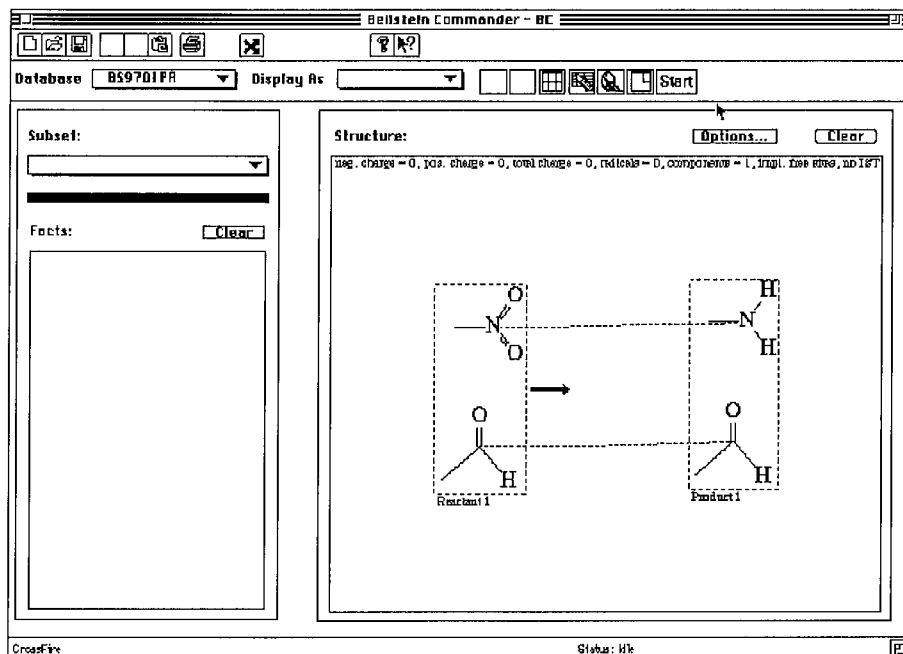 Beilstein Commander - BC
Database BS9701PR Display As Start
Subset:
Facts: Clear
Structure: Options... Clear
neg. charge = 0, pos. charge = 0, total charge = 0, radicals = 0, components = 1, impl. free sites, no IST
O
N
O
O
H
Reactant 1
H
N
H
O
H
Product 1
CrossFire
Status: Idle